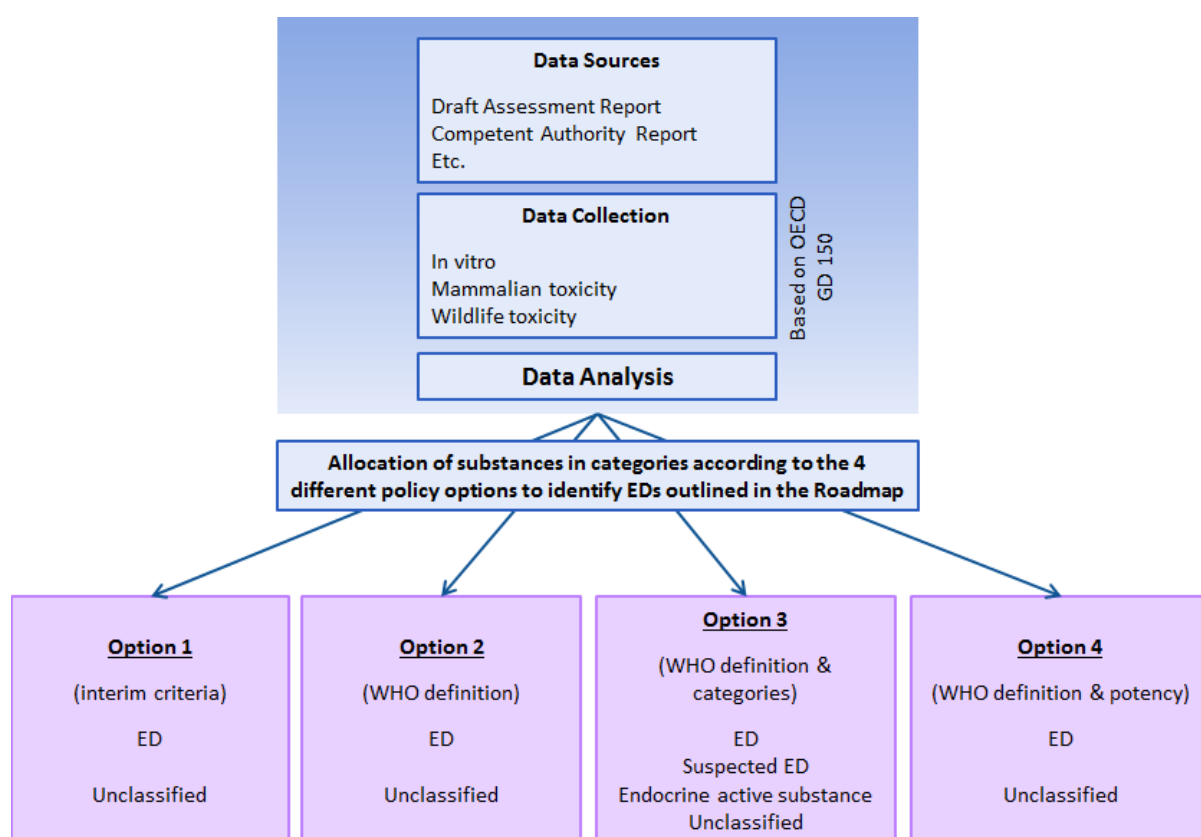 Data Sources
Draft Assessment Report
Competent Authority Report
Etc.
Data Collection
In vitro
Mammalian toxicity
Wildlife toxicity
Based on OECD
GD 150
Data Analysis
Allocation of substances in categories according to the 4
different policy options to identify EDs outlined in the Roadmap
Option 1
(interim criteria)
ED
Unclassified
Option 2
(WHO definition)
ED
Unclassified
Option 3
(WHO definition &
categories)
ED
Suspected ED
Endocrine active substance
Unclassified
Option 4
(WHO definition & potency)
ED
Unclassified